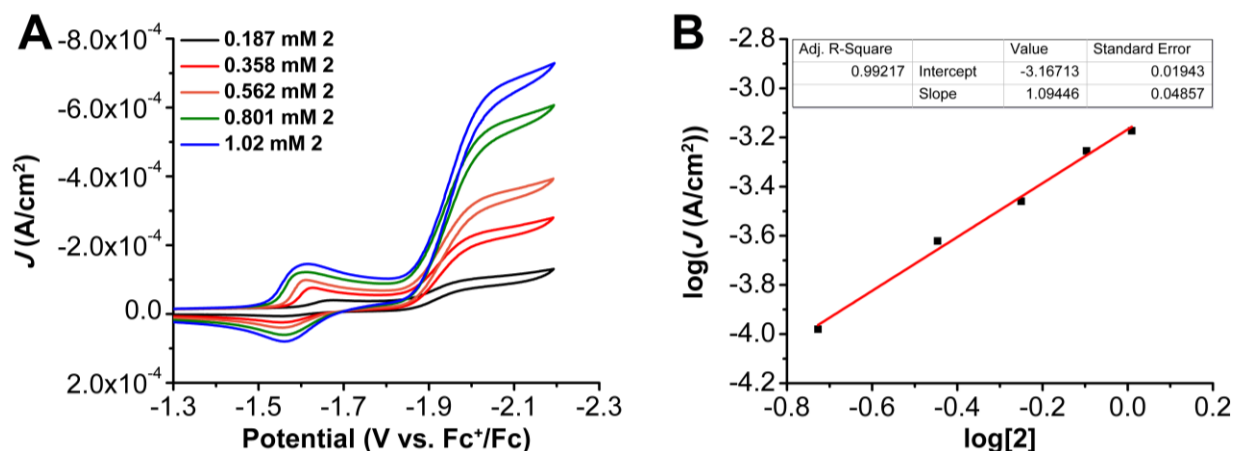 A
-8.0x10⁻⁴
-6.0x10⁻⁴
-4.0x10⁻⁴
-2.0x10⁻⁴
0.0
2.0x10⁻⁴
J (A/cm²)
0.187 mM 2
0.358 mM 2
0.562 mM 2
0.801 mM 2
1.02 mM 2
-1.3 -1.5 -1.7 -1.9 -2.1 -2.3
Potential (V vs. Fc⁺/Fc)
B
-2.8
-3.0
-3.2
-3.4
-3.6
-3.8
-4.0
-4.2
log(J (A/cm²))
Adj. R-Square Value Standard Error
0.99217 Intercept -3.16713 0.01943
Slope 1.09446 0.04857
-0.8 -0.6 -0.4 -0.2 0.0 0.2
log[2]